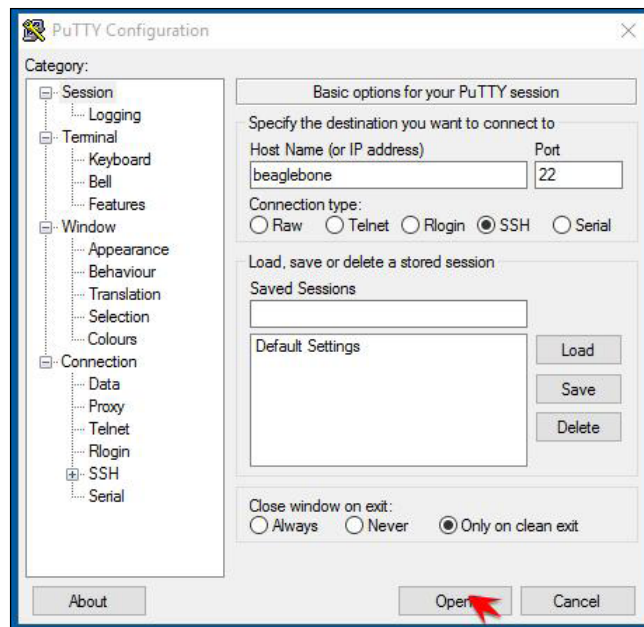 PuTTY Configuration
Category:
Session
Logging
Terminal
Keyboard
Bell
Features
Window
Appearance
Behaviour
Translation
Selection
Colours
Connection
Data
Proxy
Telnet
Rlogin
SSH
Serial
Basic options for your PuTTY session
Specify the destination you want to connect to
Host Name (or IP address) Port
beaglebone 22
Connection type:
Raw Telnet Rlogin SSH Serial
Load, save or delete a stored session
Saved Sessions
Default Settings
Load
Save
Delete
Close window on exit:
Always Never Only on clean exit
About Open Cancel